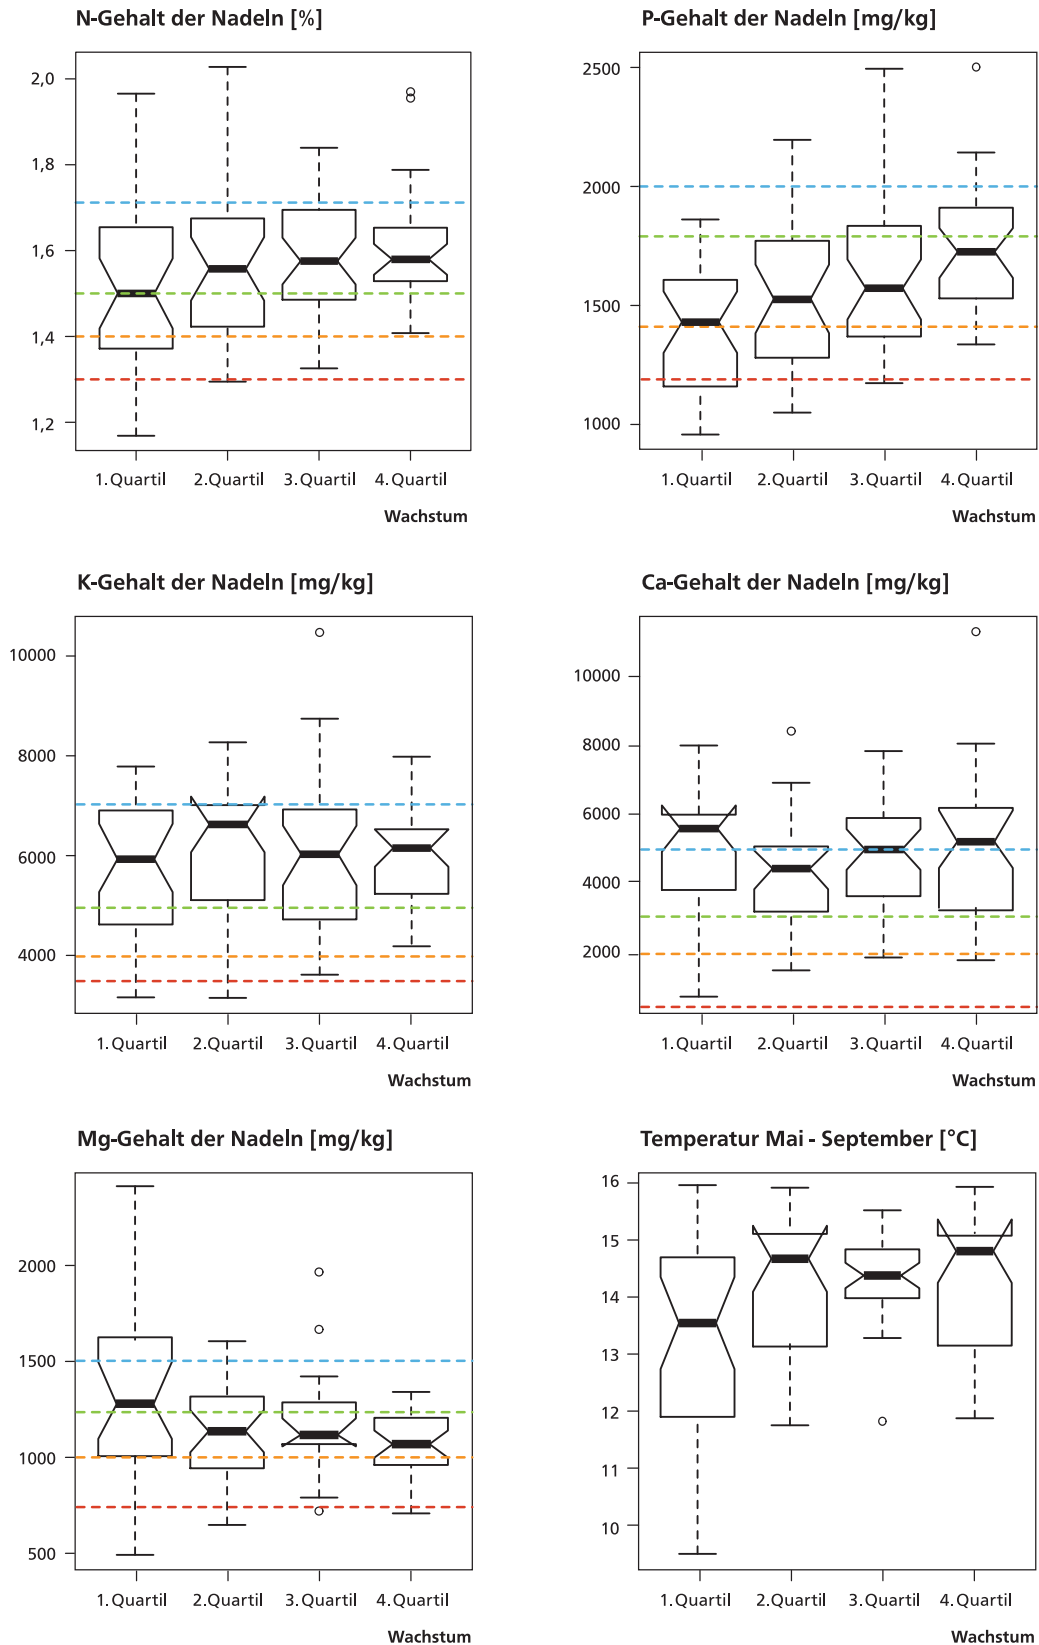 N-Gehalt der Nadeln [%]
2,0
1,8
1,6
1,4
1,2
1. Quartil 2. Quartil 3. Quartil 4. Quartil
Wachstum
P-Gehalt der Nadeln [mg/kg]
2500
2000
1500
1000
1. Quartil 2. Quartil 3. Quartil 4. Quartil
Wachstum
K-Gehalt der Nadeln [mg/kg]
10000
8000
6000
4000
1. Quartil 2. Quartil 3. Quartil 4. Quartil
Wachstum
Ca-Gehalt der Nadeln [mg/kg]
10000
8000
6000
4000
2000
1. Quartil 2. Quartil 3. Quartil 4. Quartil
Wachstum
Mg-Gehalt der Nadeln [mg/kg]
2000
1500
1000
500
1. Quartil 2. Quartil 3. Quartil 4. Quartil
Wachstum
Temperatur Mai - September [°C]
16
15
14
13
12
11
10
1. Quartil 2. Quartil 3. Quartil 4. Quartil
Wachstum